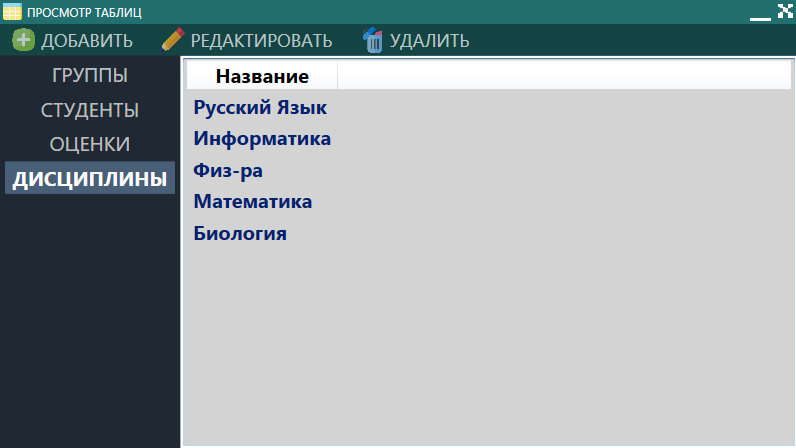 ПРОСМОТР ТАБЛИЦ
ДОБАВИТЬ РЕДАКТИРОВАТЬ УДАЛИТЬ
ГРУППЫ
СТУДЕНТЫ
ОЦЕНКИ
ДИСЦИПЛИНЫ
Название
Русский Язык
Информатика
Физ-ра
Математика
Биология